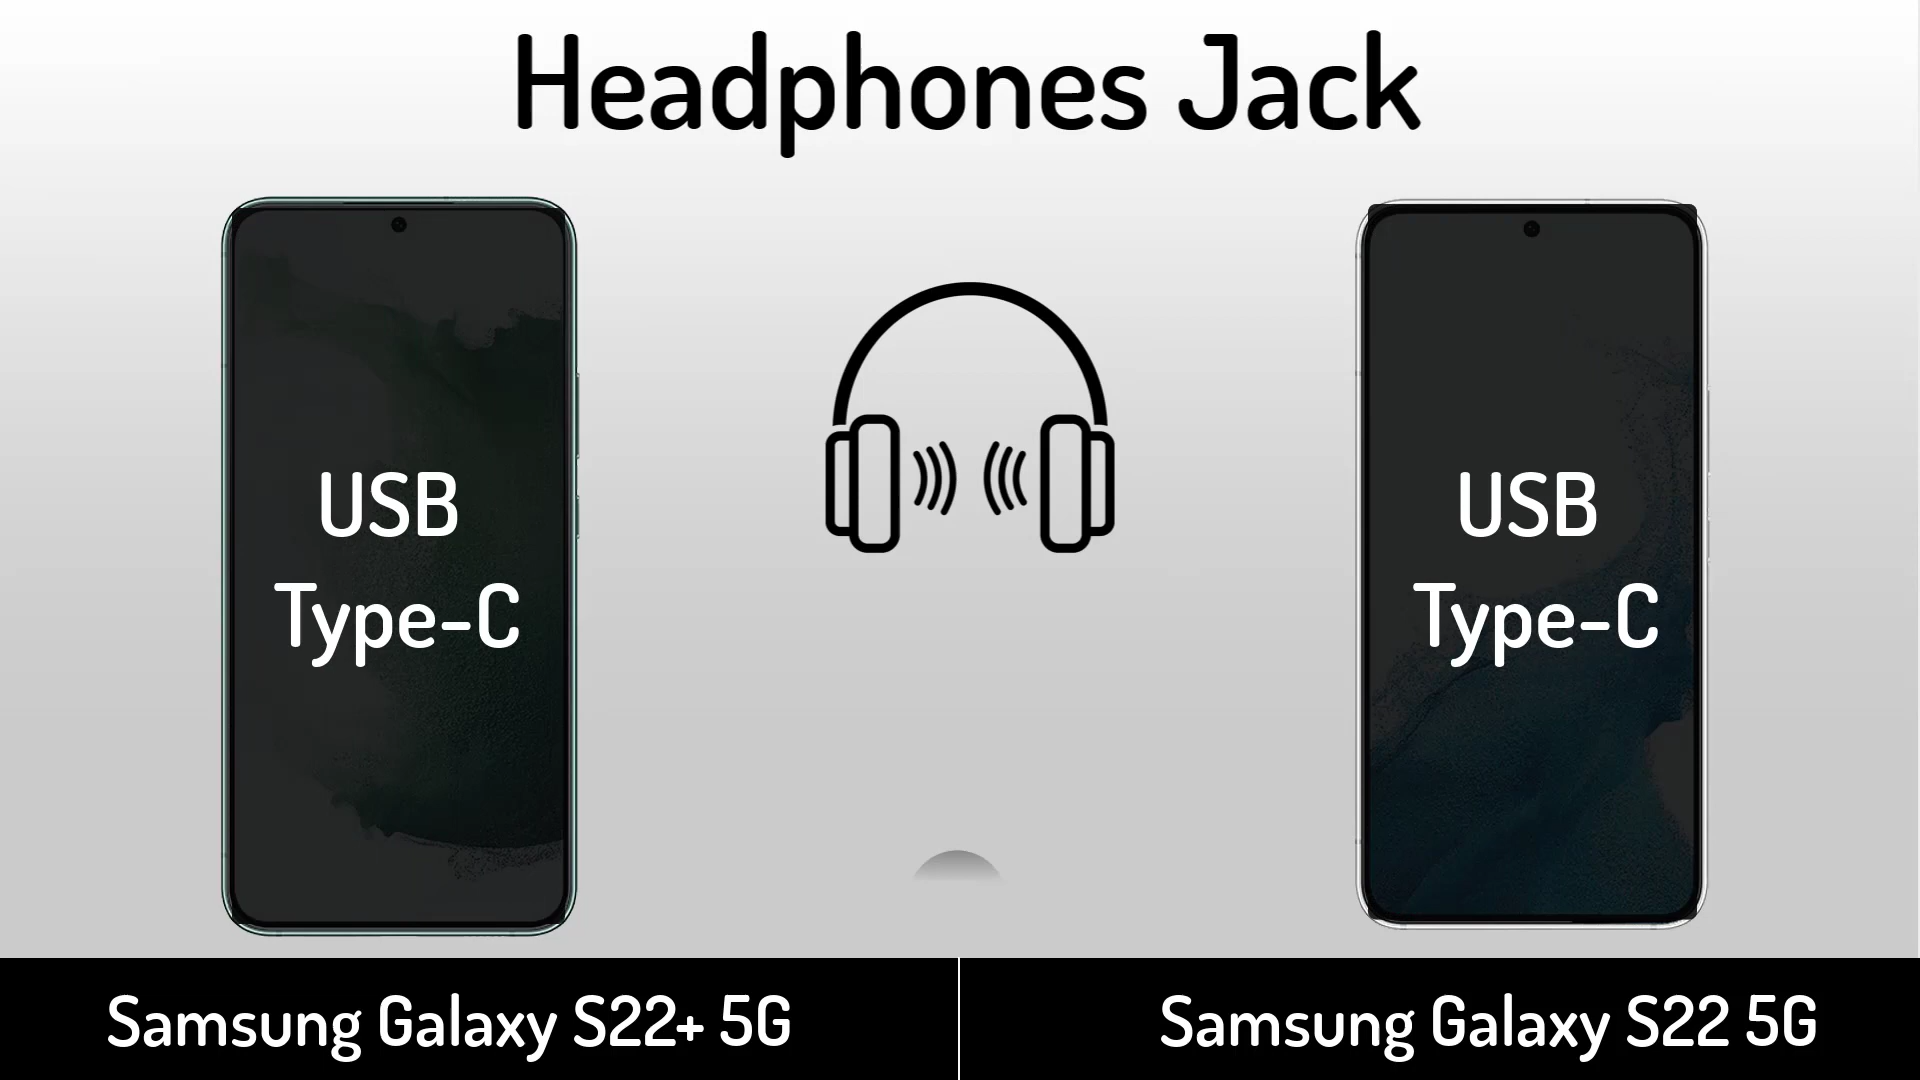 Headphones Jack
USB
Type-C
USB
Type-C
Samsung Galaxy S22+ 5G
Samsung Galaxy S22 5G